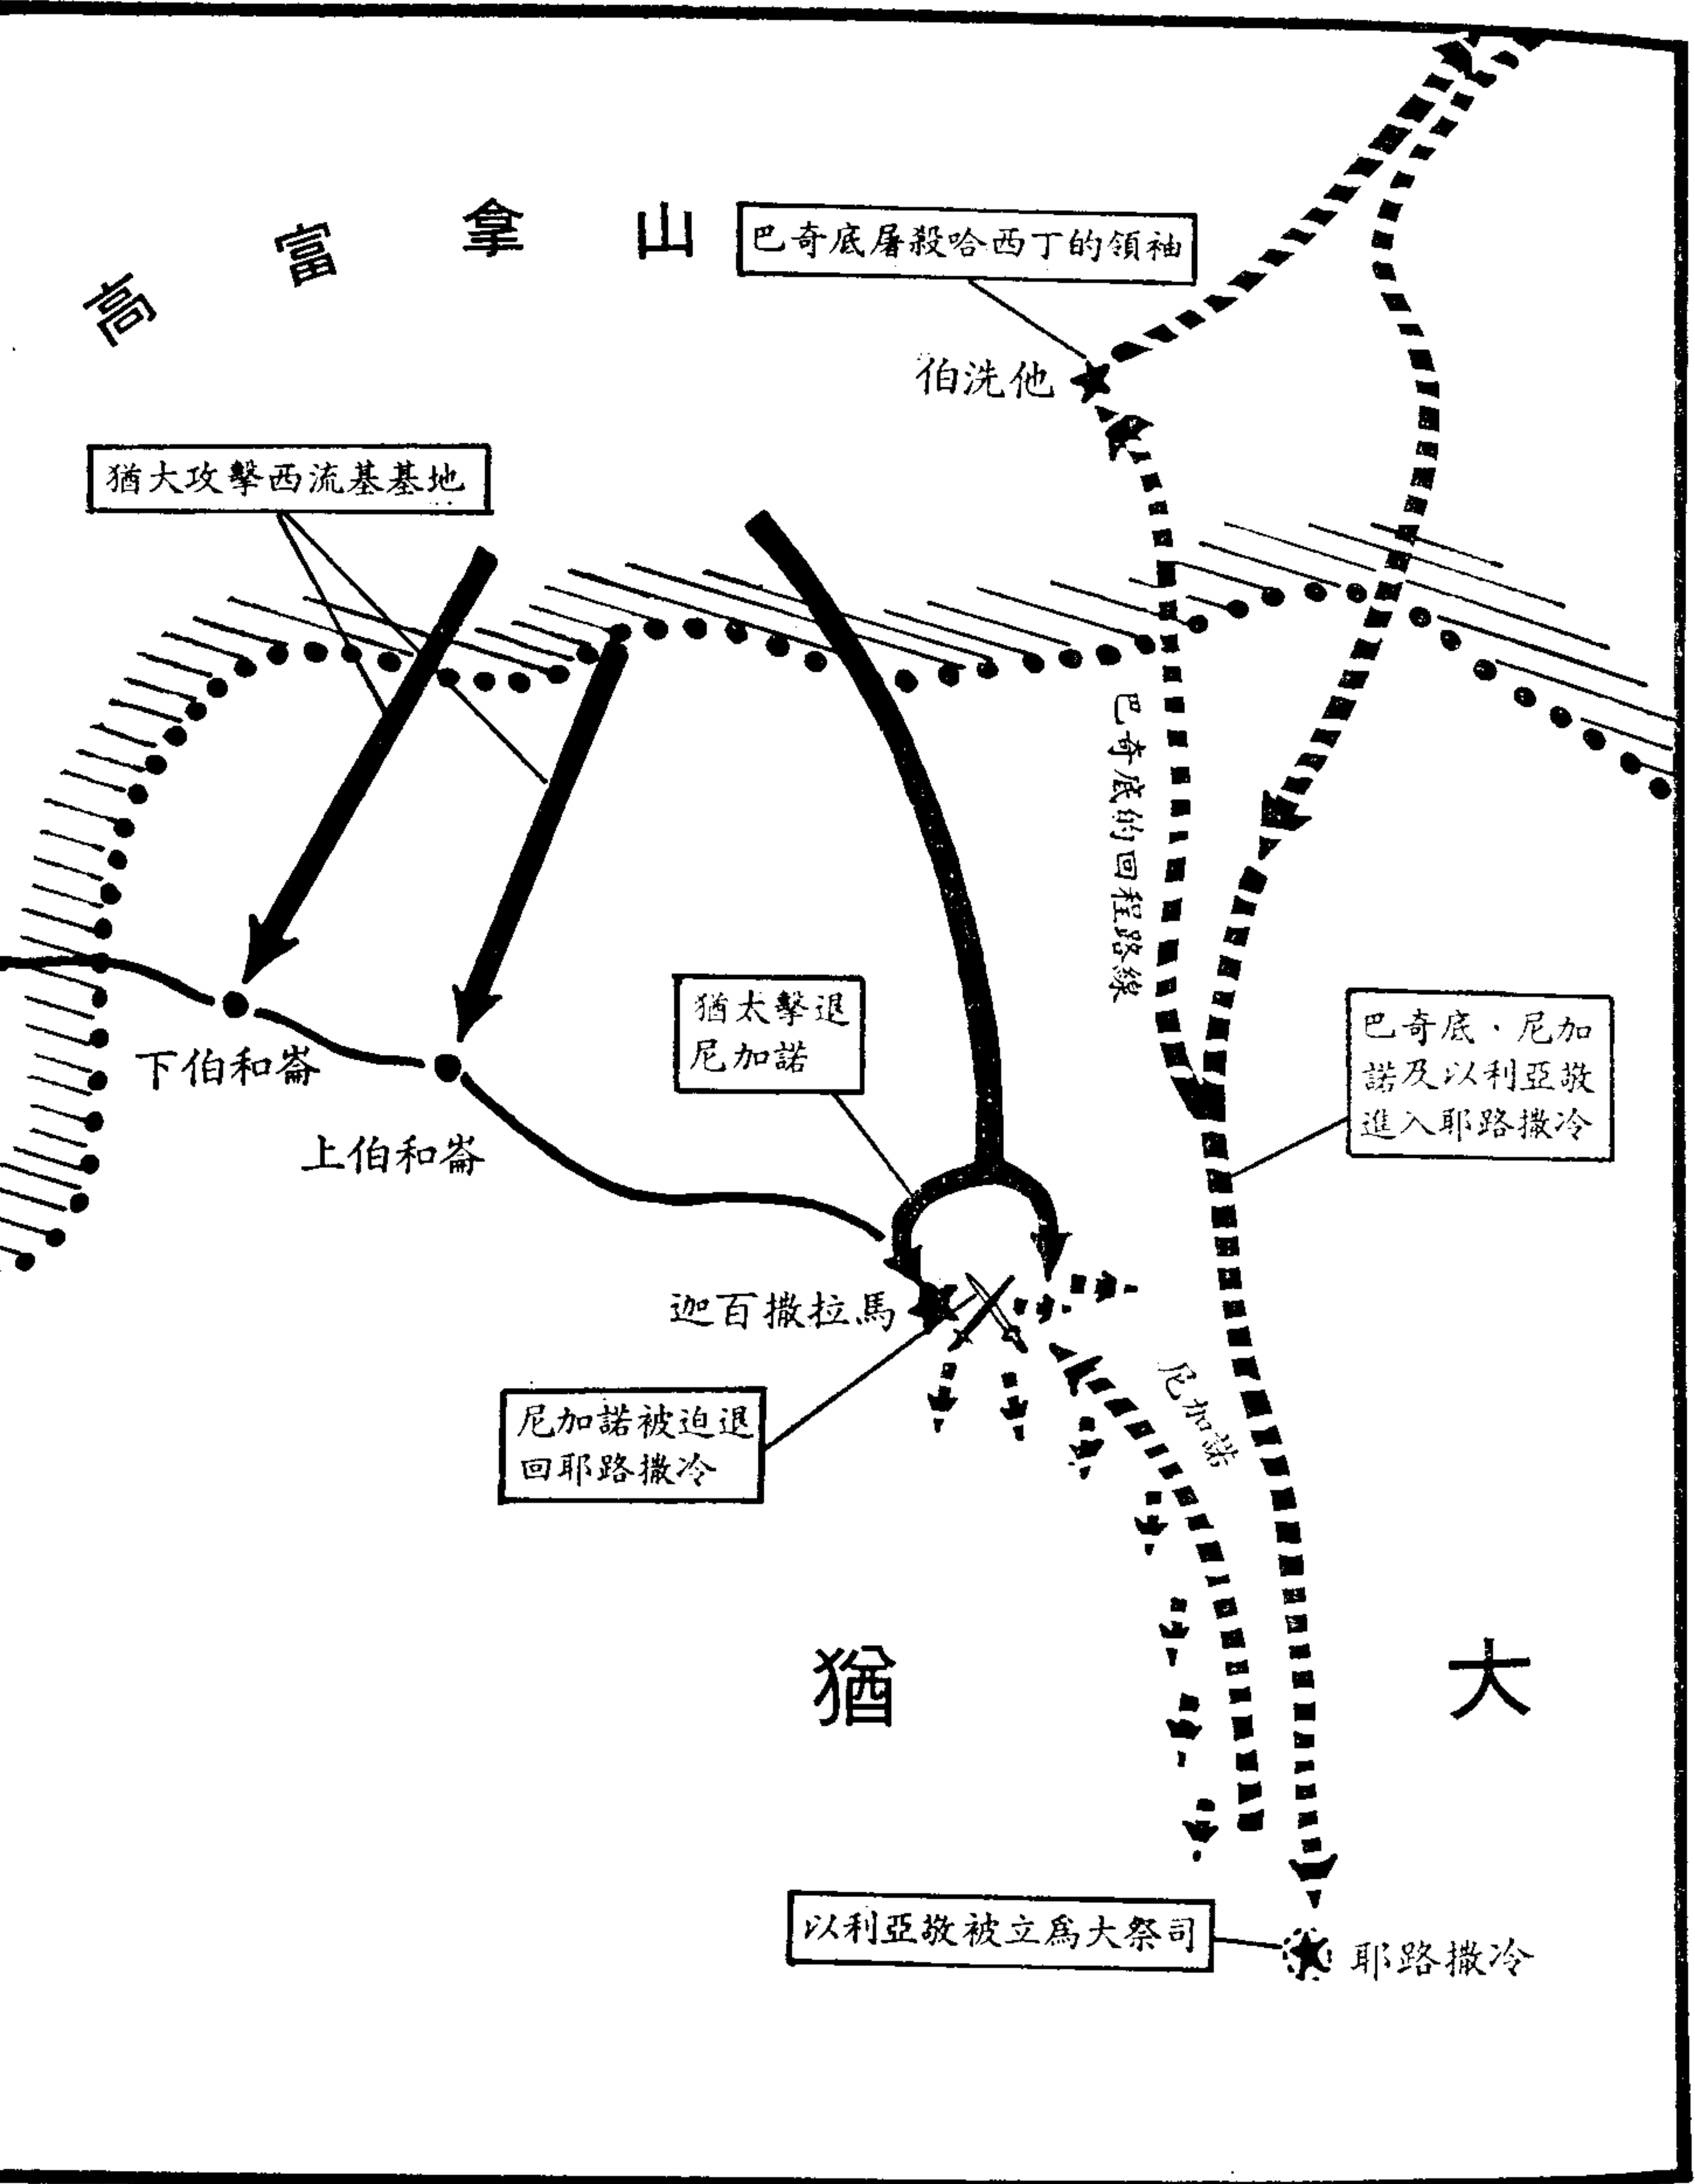 高富拿山
巴奇底屠殺哈西丁的領袖
伯洗他
猶大攻擊西流基基地
巴奇底的回程路線
猶太擊退
尼加諾
巴奇底·尼加
諾及以利亞敬
進入耶路撒冷
下伯和崙
上伯和崙
迦百撒拉馬
尼加諾
尼加諾被迫退
回耶路撒冷
猶大
以利亞敬被立爲大祭司
耶路撒冷